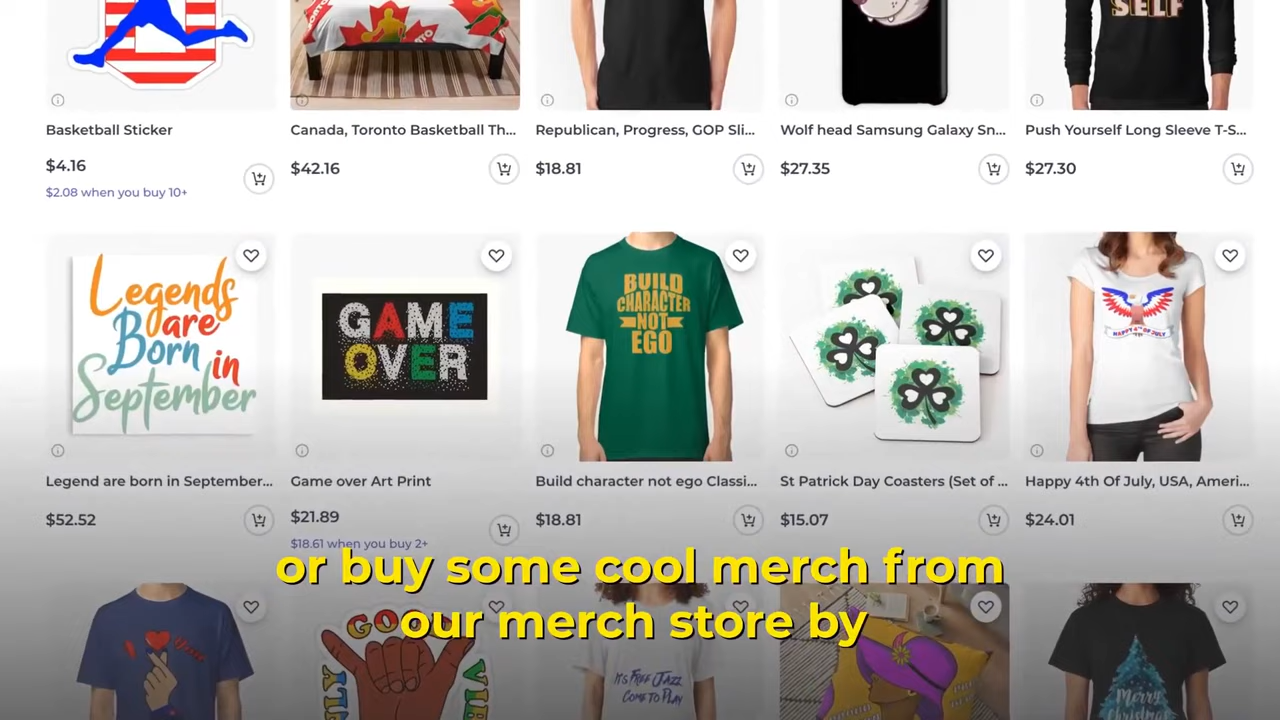 SELF
Basketball Sticker
Canada, Toronto Basketball Th...
Republican, Progress, GOP Sli...
Wolf head Samsung Galaxy Sn...
Push Yourself Long Sleeve T-S...
$4.16
$42.16
$18.81
$27.35
$27.30
$2.08 when you buy 10+
Legends
are
Born
in
September
GAME
OVER
BUILD
CHARACTER
NOT
EGO
HAPPY 4TH OF JULY
Legend are born in September...
Game over Art Print
Build character not ego Classi...
St Patrick Day Coasters (Set of ...
Happy 4th Of July, USA, Ameri...
$52.52
$21.89
$18.81
$15.07
$24.01
$18.61 when you buy 2+
or buy some cool merch from
our merch store by
I
You
GOO
LY
VIB
It's Free Jazz
Come to Play
Merry
Christmas